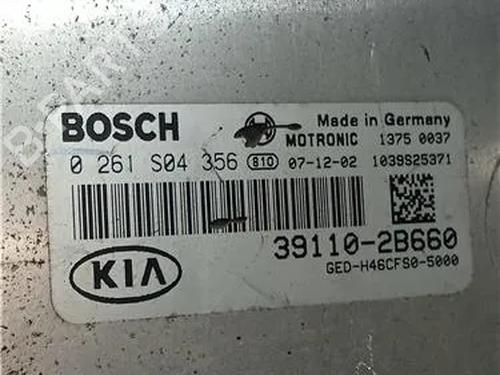 BOSCH
Made in Germany
MOTRONIC 1375 0037
0 261 S04 356 810 07-12-02 1039S25371
39110-2B660
GED-H46CFS0-5000
KIA